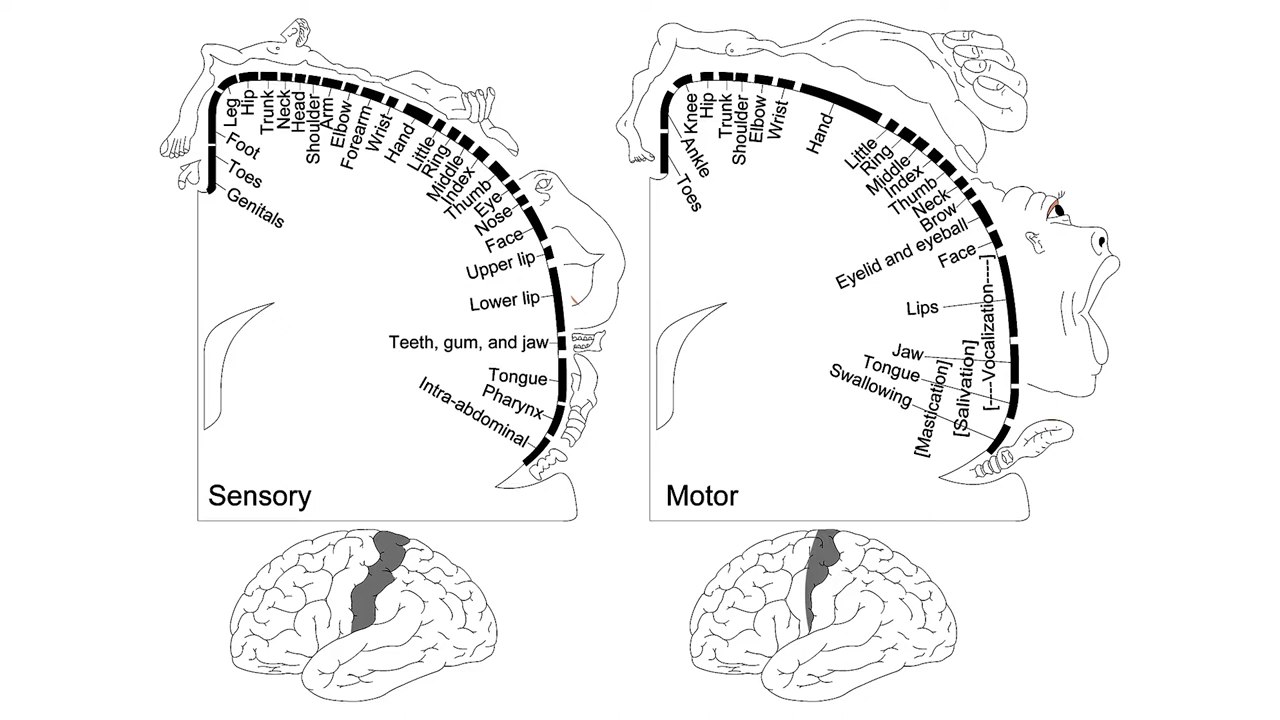 Leg
Hip
Trunk
Neck
Head
Shoulder
Arm
Elbow
Forearm
Wrist
Hand
Little
Ring
Middle
Index
Thumb
Eye
Nose
Face
Upper lip
Lower lip
Teeth, gum, and jaw
Tongue
Pharynx
Intra-abdominal
Foot
Toes
Genitals
Sensory
Knee
Hip
Trunk
Shoulder
Elbow
Wrist
Hand
Little
Ring
Middle
Index
Thumb
Neck
Brow
Eyelid and eyeball
Face
Lips
Jaw
Tongue
Swallowing
[Mastication]
[Salivation]
[----Vocalization----]
Ankle
Toes
Motor